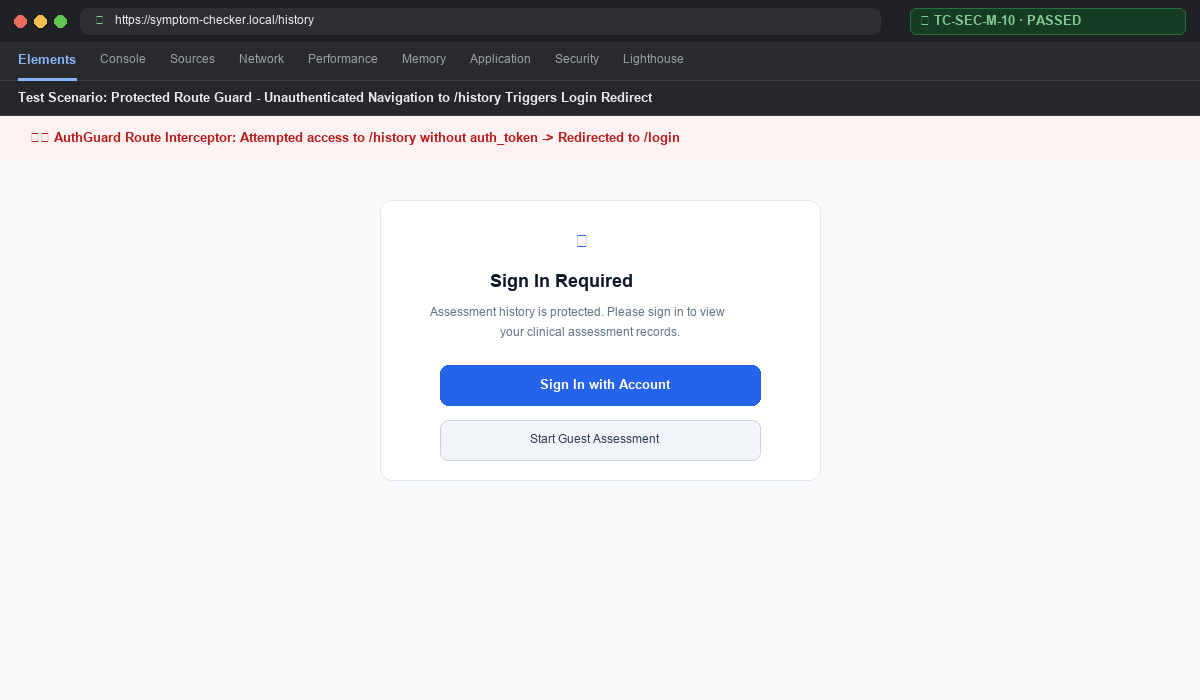 https://symptom-checker.local/history
TC-SEC-M-10 · PASSED
Elements Console Sources Network Performance Memory Application Security Lighthouse
Test Scenario: Protected Route Guard - Unauthenticated Navigation to /history Triggers Login Redirect
AuthGuard Route Interceptor: Attempted access to /history without auth_token -> Redirected to /login
Sign In Required
Assessment history is protected. Please sign in to view
your clinical assessment records.
Sign In with Account
Start Guest Assessment